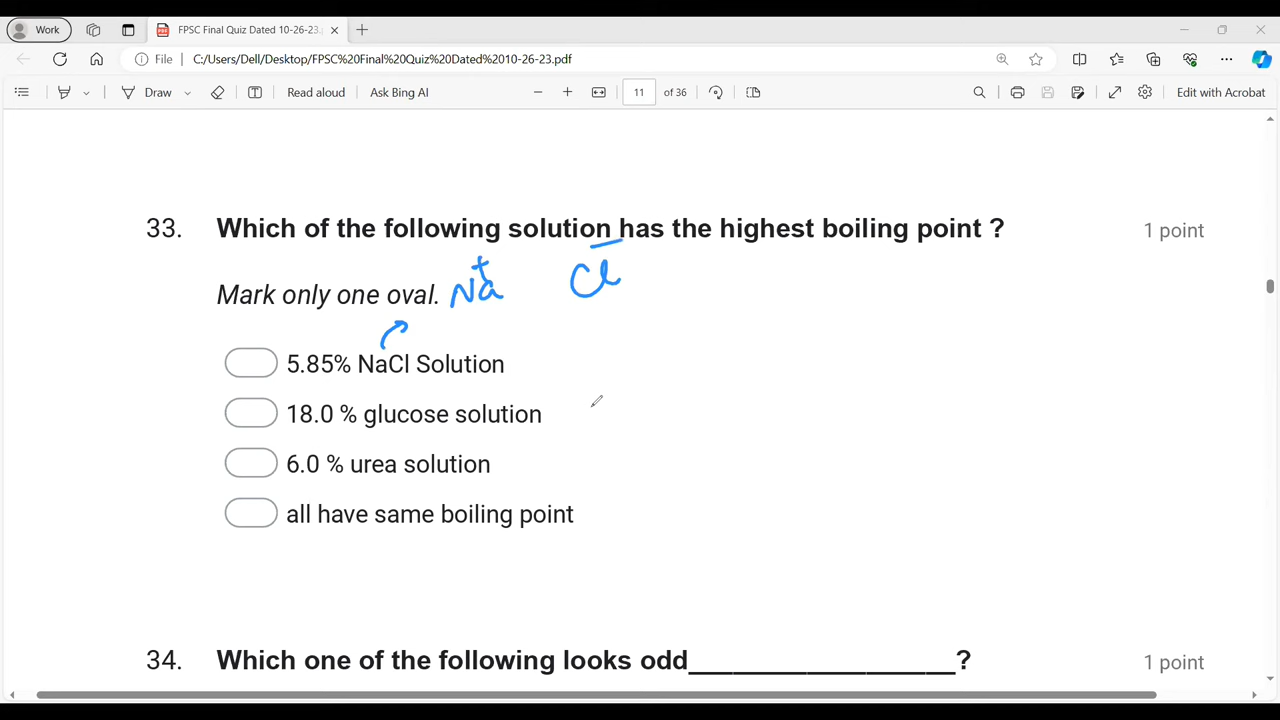 Work
FPSC Final Quiz Dated 10-26-23.
File C:/Users/Dell/Desktop/FPSC%20Final%20Quiz%20Dated%2010-26-23.pdf
Draw Read aloud Ask Bing AI 11 of 36 Edit with Acrobat
33. Which of the following solution has the highest boiling point ? 1 point
Mark only one oval. Na+ Cl−
5.85% NaCl Solution
18.0 % glucose solution
6.0 % urea solution
all have same boiling point
34. Which one of the following looks odd____________________? 1 point